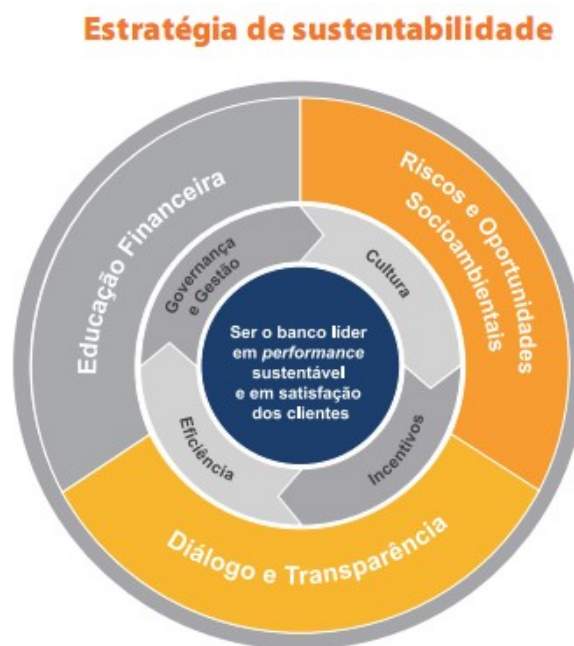 Estratégia de sustentabilidade
Educação Financeira
Riscos e Oportunidades
Socioambientais
Governança
e Gestão
Cultura
Ser o banco líder
em performance
sustentável
e em satisfação
dos clientes
Eficiência
Incentivos
Diálogo e Transparência